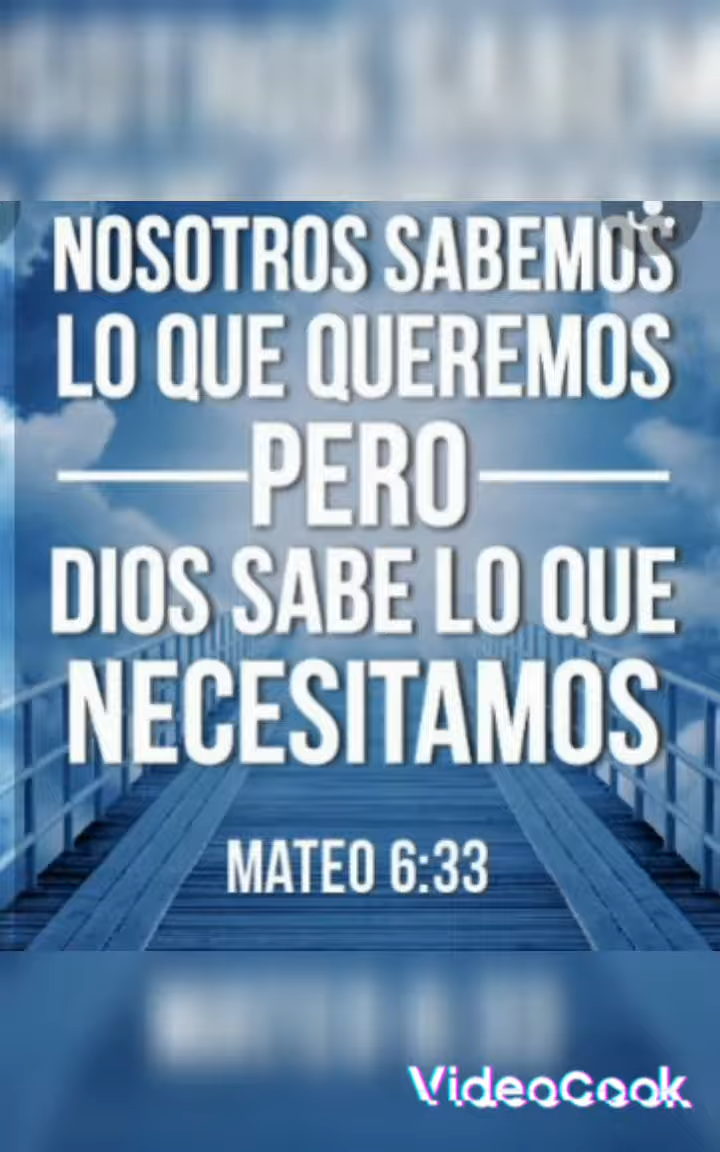 NOSOTROS SABEMOS
LO QUE QUEREMOS
PERO
DIOS SABE LO QUE
NECESITAMOS
MATEO 6:33
VideoCook